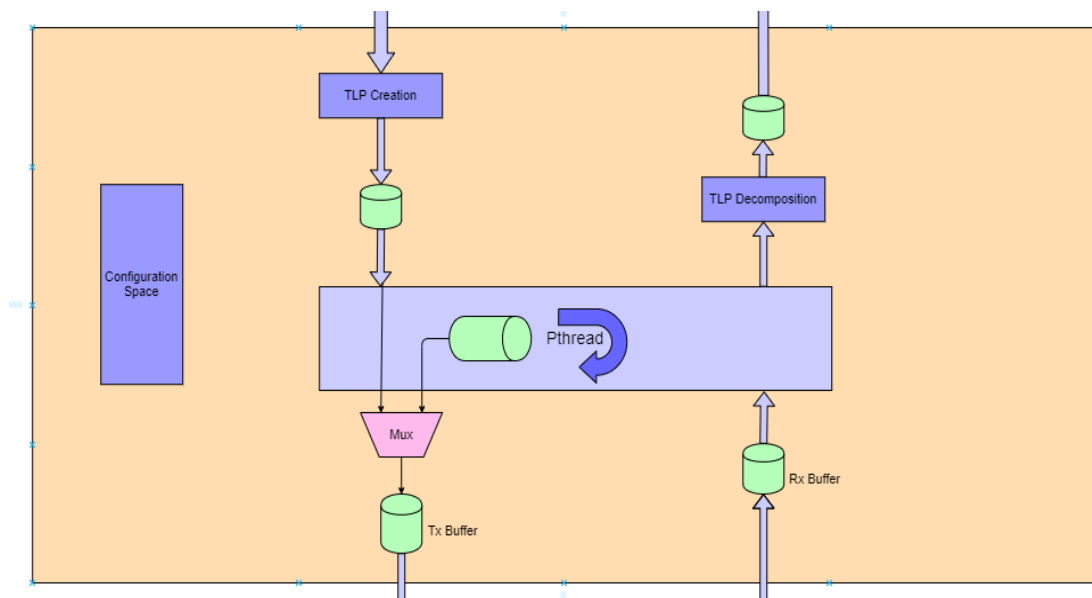 TLP Creation
TLP Decomposition
Configuration
Space
Pthread
Mux
Rx Buffer
Tx Buffer